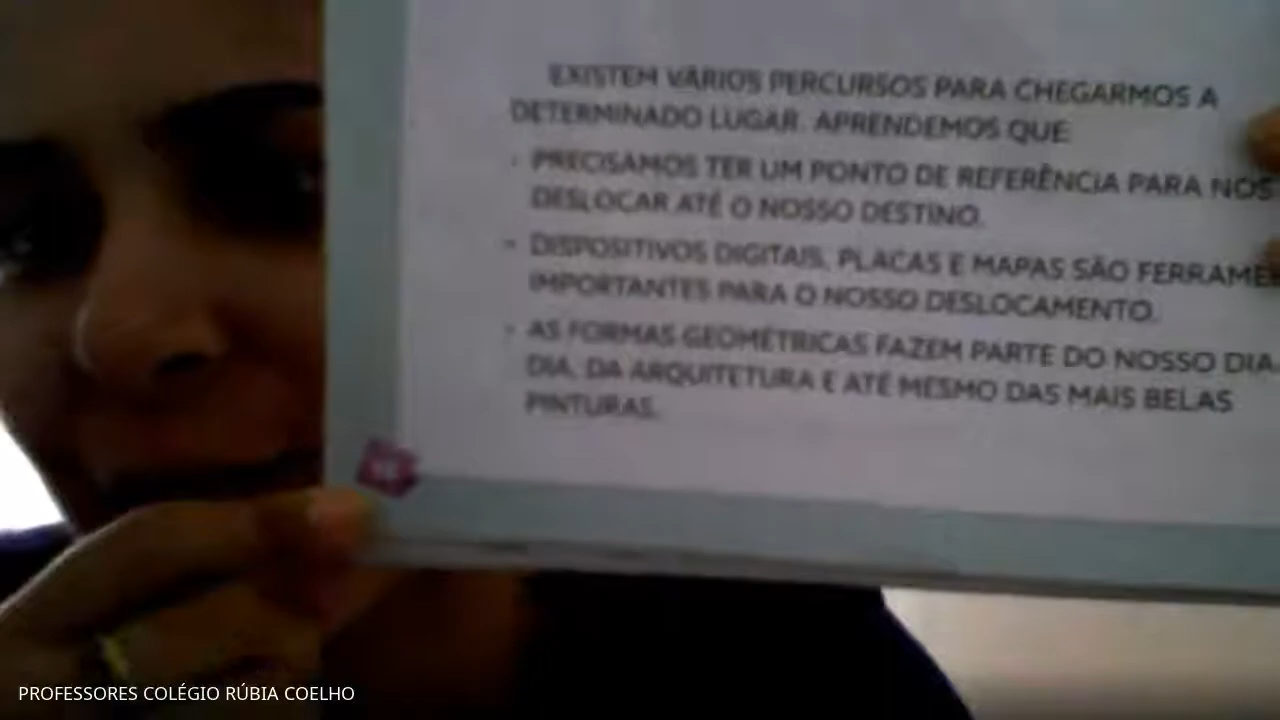 EXISTEM VÁRIOS PERCURSOS PARA CHEGARMOS A
DETERMINADO LUGAR. APRENDEMOS QUE:
• PRECISAMOS TER UM PONTO DE REFERÊNCIA PARA NOS
DESLOCAR ATÉ O NOSSO DESTINO.
• DISPOSITIVOS DIGITAIS, PLACAS E MAPAS SÃO FERRAME
IMPORTANTES PARA O NOSSO DESLOCAMENTO.
• AS FORMAS GEOMÉTRICAS FAZEM PARTE DO NOSSO DIA
DIA, DA ARQUITETURA E ATÉ MESMO DAS MAIS BELAS
PINTURAS.
PROFESSORES COLÉGIO RÚBIA COELHO